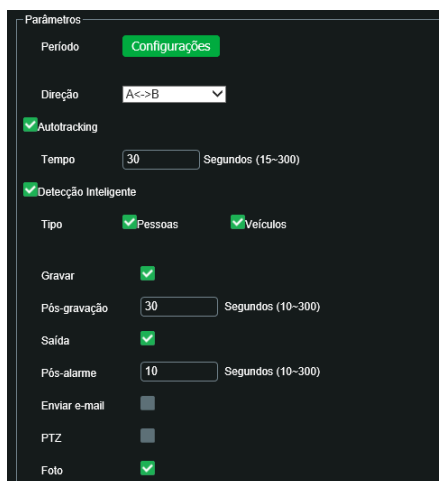 Parâmetros
Período Configurações
Direção A<->B
Autotracking
Tempo 30 Segundos (15~300)
Detecção Inteligente
Tipo Pessoas Veículos
Gravar
Pós-gravação 30 Segundos (10~300)
Saída
Pós-alarme 10 Segundos (10~300)
Enviar e-mail
PTZ
Foto